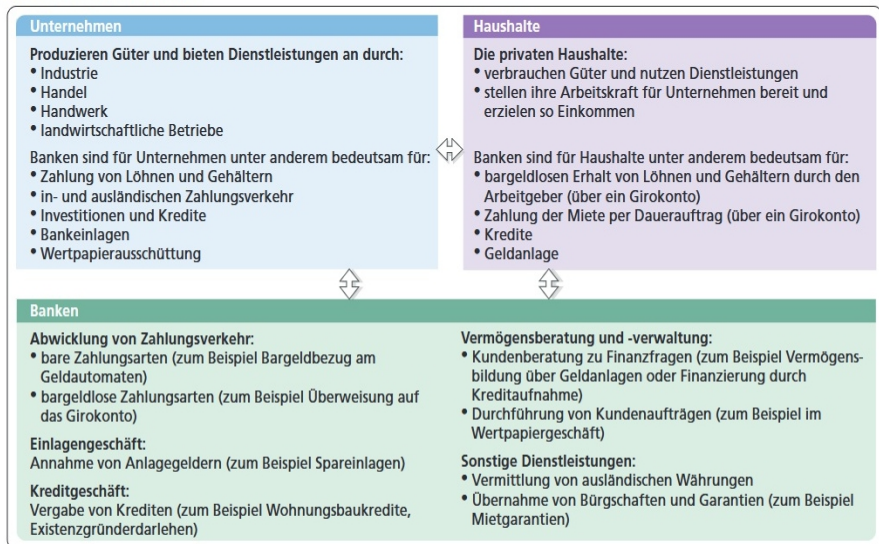 Unternehmen
Produzieren Güter und bieten Dienstleistungen an durch:
• Industrie
• Handel
• Handwerk
• landwirtschaftliche Betriebe
Banken sind für Unternehmen unter anderem bedeutsam für:
• Zahlung von Löhnen und Gehältern
• in- und ausländischen Zahlungsverkehr
• Investitionen und Kredite
• Bankeinlagen
• Wertpapierausschüttung
Haushalte
Die privaten Haushalte:
• verbrauchen Güter und nutzen Dienstleistungen
• stellen ihre Arbeitskraft für Unternehmen bereit und
erzielen so Einkommen
Banken sind für Haushalte unter anderem bedeutsam für:
• bargeldlosen Erhalt von Löhnen und Gehältern durch den
Arbeitgeber (über ein Girokonto)
• Zahlung der Miete per Dauerauftrag (über ein Girokonto)
• Kredite
• Geldanlage
Banken
Abwicklung von Zahlungsverkehr:
• bare Zahlungsarten (zum Beispiel Bargeldbezug am
Geldautomaten)
• bargeldlose Zahlungsarten (zum Beispiel Überweisung auf
das Girokonto)
Einlagengeschäft:
Annahme von Anlagegeldern (zum Beispiel Spareinlagen)
Kreditgeschäft:
Vergabe von Krediten (zum Beispiel Wohnungsbaukredite,
Existenzgründerdarlehen)
Vermögensberatung und -verwaltung:
• Kundenberatung zu Finanzfragen (zum Beispiel Vermögens-
bildung über Geldanlagen oder Finanzierung durch
Kreditaufnahme)
• Durchführung von Kundenaufträgen (zum Beispiel im
Wertpapiergeschäft)
Sonstige Dienstleistungen:
• Vermittlung von ausländischen Währungen
• Übernahme von Bürgschaften und Garantien (zum Beispiel
Mietgarantien)